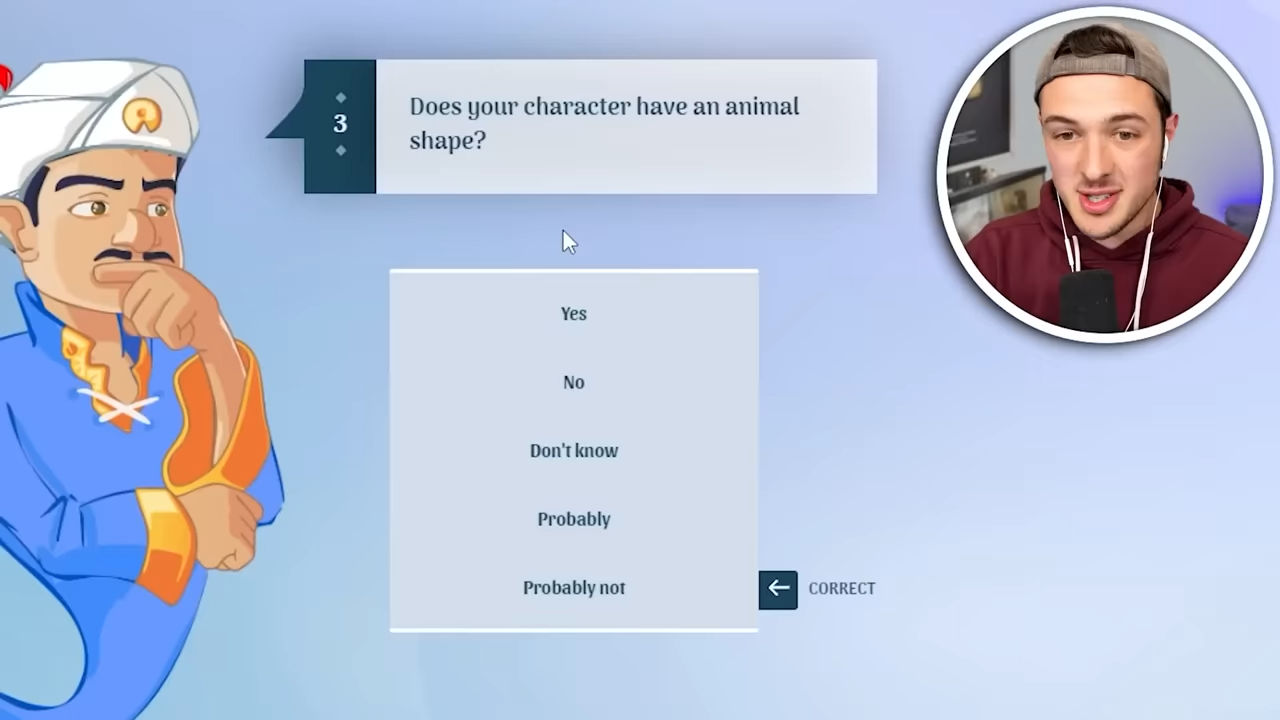 3
Does your character have an animal
shape?
Yes
No
Don't know
Probably
Probably not
CORRECT